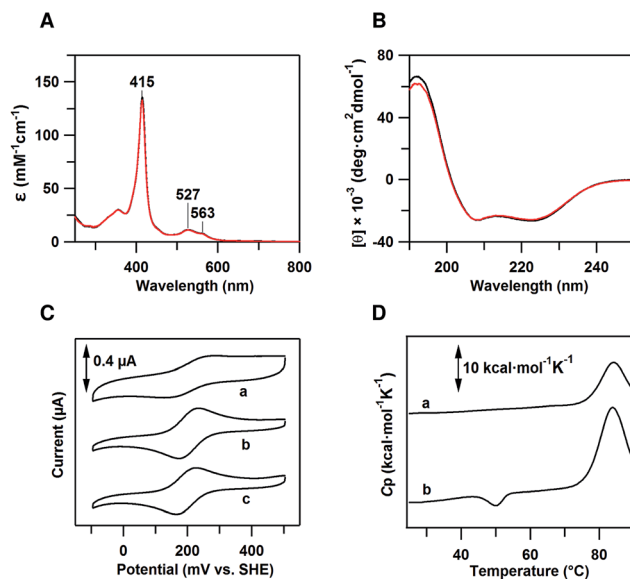 A
ε (mM⁻¹cm⁻¹)
150
100
50
0
415
527
563
400
600
800
Wavelength (nm)
B
[θ] × 10⁻³ (deg·cm²dmol⁻¹)
80
40
0
-40
200
220
240
Wavelength (nm)
C
0.4 µA
a
b
c
Current (µA)
0
200
400
Potential (mV vs. SHE)
D
10 kcal·mol⁻¹K⁻¹
a
b
Cp (kcal·mol⁻¹K⁻¹)
40
60
80
Temperature (°C)